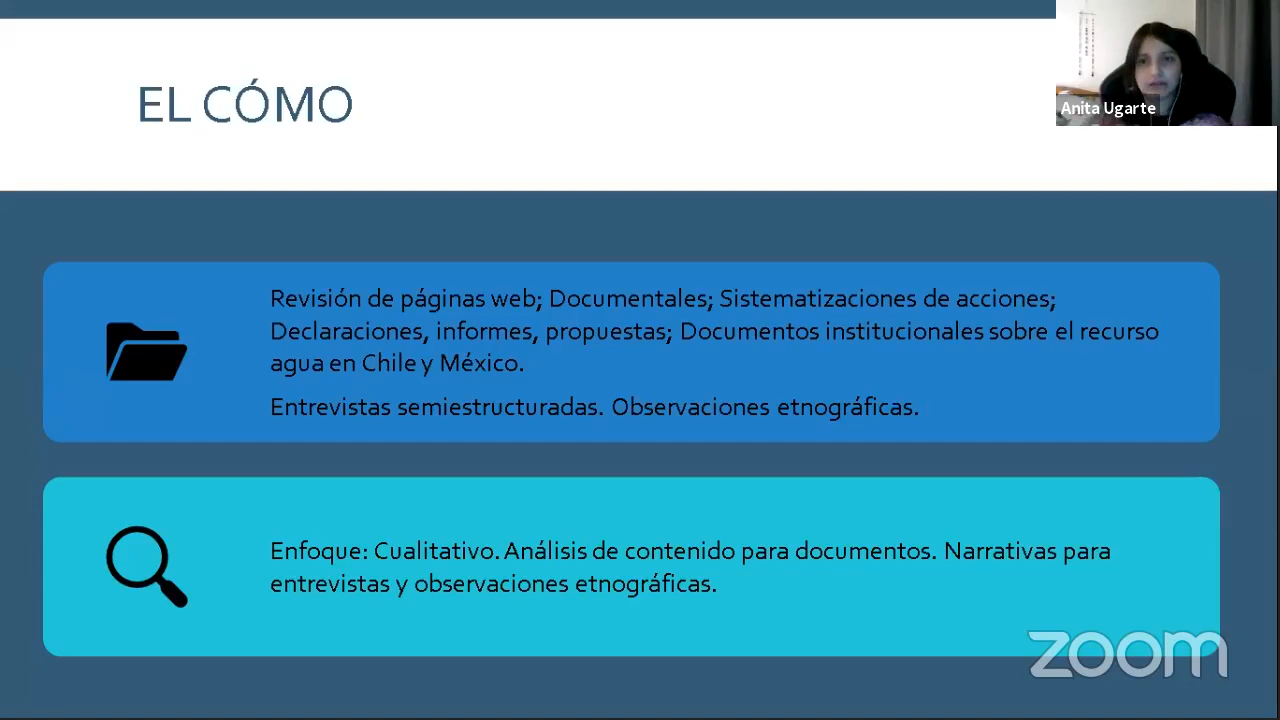 EL CÓMO
Anita Ugarte
Revisión de páginas web; Documentales; Sistematizaciones de acciones;
Declaraciones, informes, propuestas; Documentos institucionales sobre el recurso
agua en Chile y México.
Entrevistas semiestructuradas. Observaciones etnográficas.
Enfoque: Cualitativo. Análisis de contenido para documentos. Narrativas para
entrevistas y observaciones etnográficas.
zoom